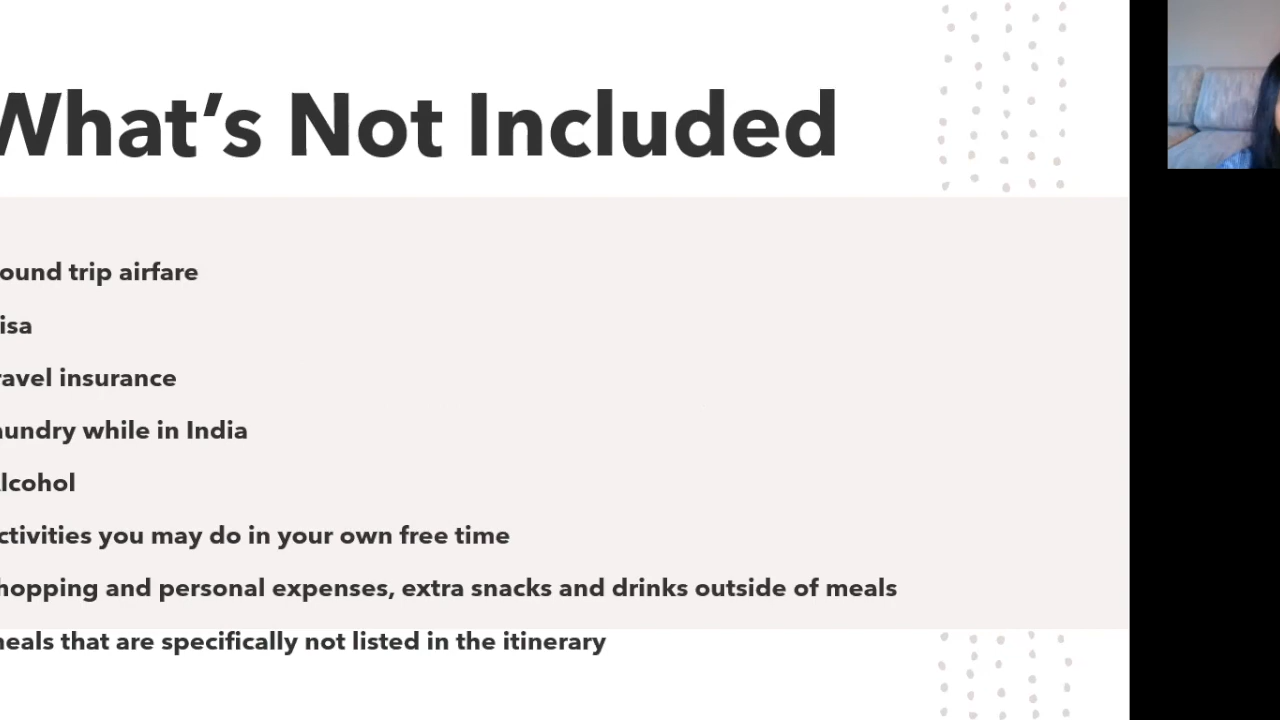 What's Not Included
ound trip airfare
isa
ravel insurance
aundry while in India
lcohol
ctivities you may do in your own free time
hopping and personal expenses, extra snacks and drinks outside of meals
neals that are specifically not listed in the itinerary